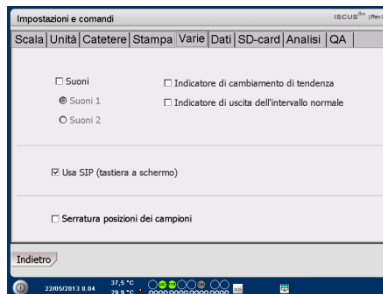 Impostazioni e comandi
ISCUS flex
Scala Unità Catetere Stampa Varie Dati SD-card Analisi QA
Suoni
Indicatore di cambiamento di tendenza
Suoni 1
Indicatore di uscita dell'intervallo normale
Suoni 2
Usa SIP (tastiera a schermo)
Serratura posizioni dei campioni
Indietro
22/05/2013 8.04
37,5 °C